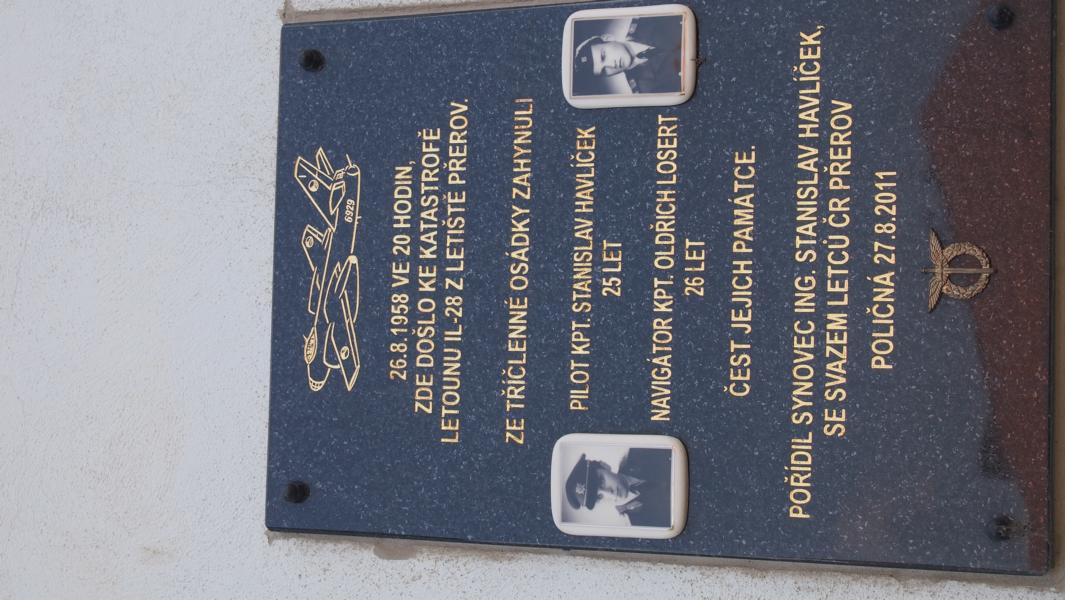 6929
26.8.1958 VE 20 HODIN,
ZDE DOŠLO KE KATASTROFĚ
LETOUNU IL-28 Z LETIŠTĚ PŘEROV.
ZE TŘÍČLENNÉ OSÁDKY ZAHYNULI
PILOT KPT. STANISLAV HAVLÍČEK
25 LET
NAVIGÁTOR KPT. OLDŘICH LOSERT
26 LET
ČEST JEJICH PAMÁTCE.
POŘÍDIL SYNOVEC ING. STANISLAV HAVLÍČEK,
SE SVAZEM LETCŮ ČR PŘEROV
POLIČNÁ 27.8.2011